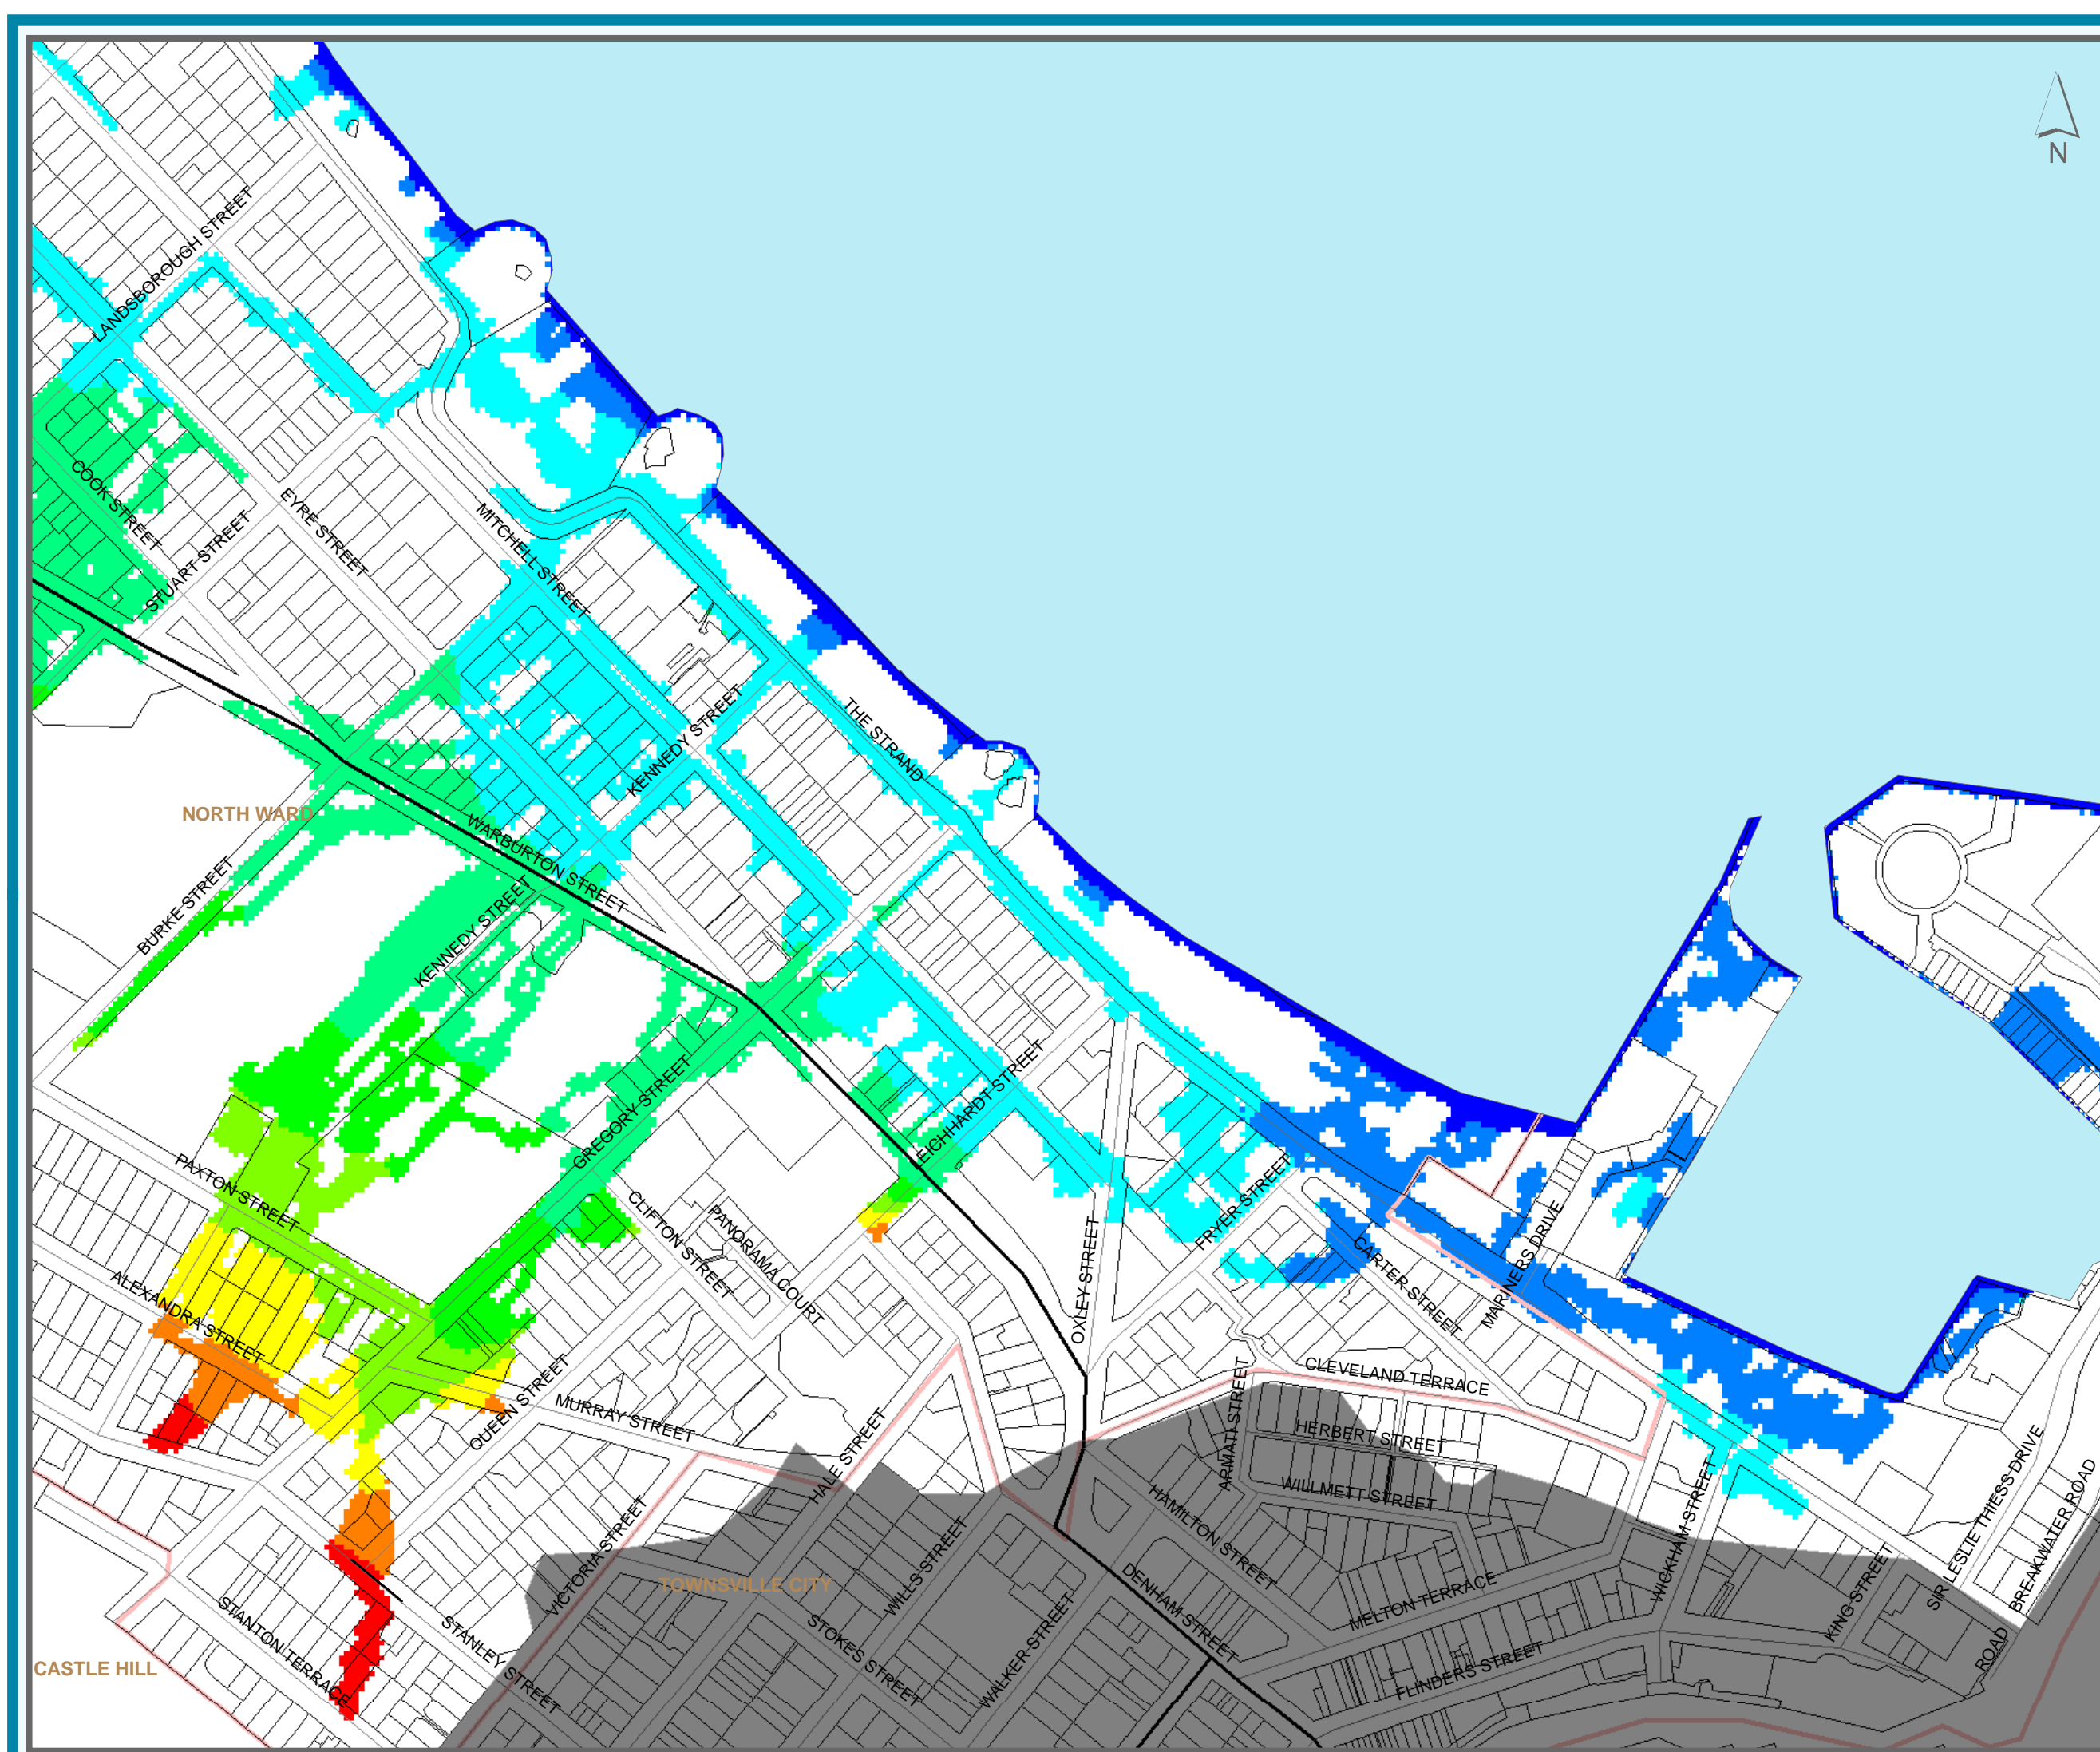 N
LANDSBOROUGH STREET
COOK STREET
STUART STREET
EYRE STREET
MITCHELL STREET
KENNEDY STREET
THE STRAND
NORTH WARD
WARBURTON STREET
BURKE STREET
KENNEDY STREET
GREGORY STREET
LEICHHARDT STREET
PAXTON STREET
CLIFTON STREET
PANORAMA COURT
OXLEY STREET
FRYER STREET
CARTER STREET
MARINERS DRIVE
ALEXANDRA STREET
QUEEN STREET
MURRAY STREET
HALE STREET
ARMATI STREET
CLEVELAND TERRACE
HERBERT STREET
WILLMETT STREET
HAMILTON STREET
WICKHAM STREET
SIR LESLIE THIESS DRIVE
BREAKWATER ROAD
VICTORIA STREET
TOWNSVILLE CITY
WILLS STREET
DENHAM STREET
MELTON TERRACE
KING STREET
STANTON TERRACE
STANLEY STREET
STOKES STREET
WALKER STREET
FLINDERS STREET
ROAD
CASTLE HILL